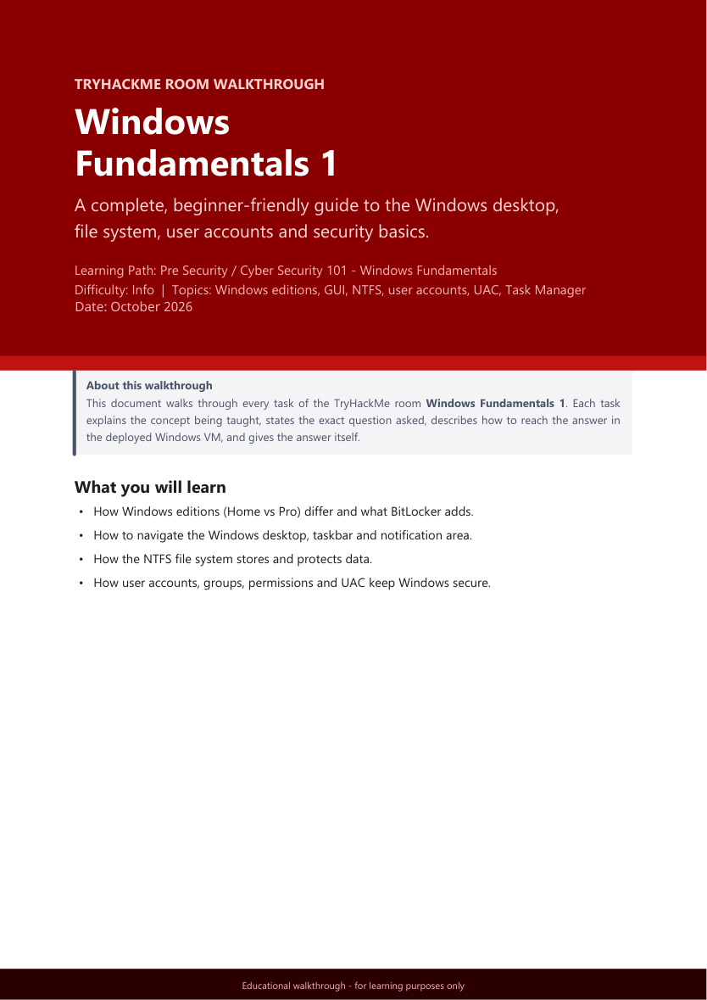 TRYHACKME ROOM WALKTHROUGH
Windows
Fundamentals 1
A complete, beginner-friendly guide to the Windows desktop,
file system, user accounts and security basics.
Learning Path: Pre Security / Cyber Security 101 - Windows Fundamentals
Difficulty: Info | Topics: Windows editions, GUI, NTFS, user accounts, UAC, Task Manager
Date: October 2026
About this walkthrough
This document walks through every task of the TryHackMe room Windows Fundamentals 1. Each task
explains the concept being taught, states the exact question asked, describes how to reach the answer in
the deployed Windows VM, and gives the answer itself.
What you will learn
• How Windows editions (Home vs Pro) differ and what BitLocker adds.
• How to navigate the Windows desktop, taskbar and notification area.
• How the NTFS file system stores and protects data.
• How user accounts, groups, permissions and UAC keep Windows secure.
Educational walkthrough - for learning purposes only